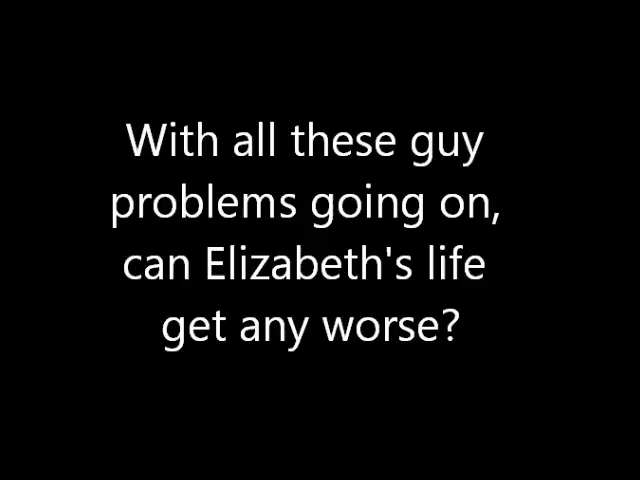 With all these guy
problems going on,
can Elizabeth's life
get any worse?